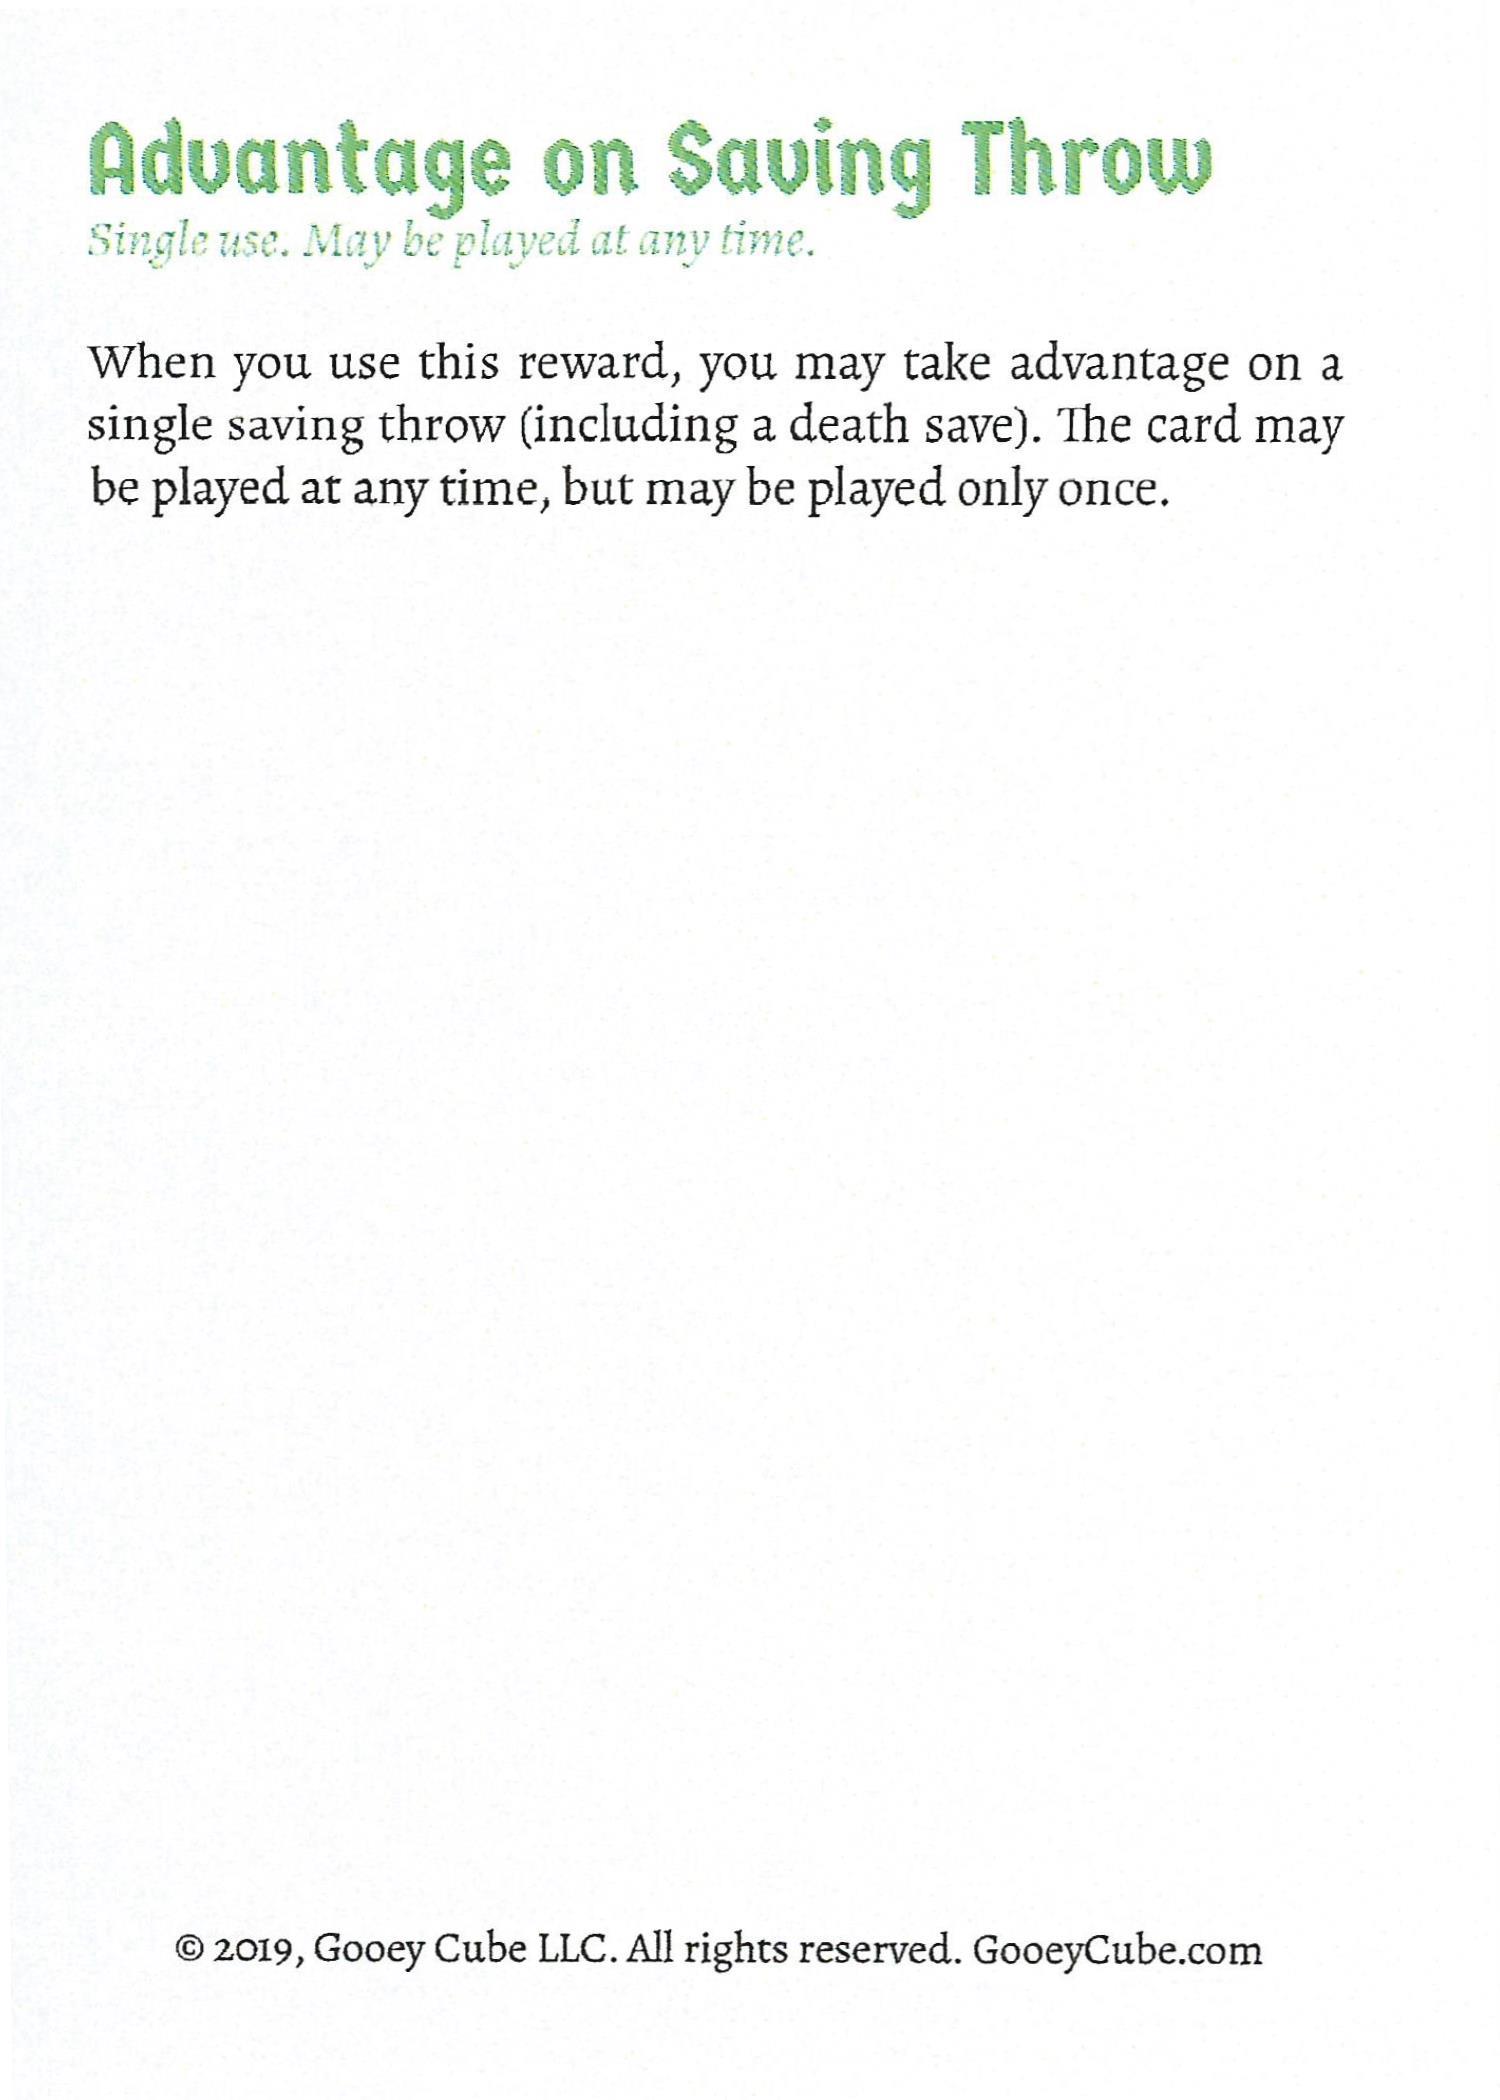 Advantage on Saving Throw
Single use. May be played at any time.
When you use this reward, you may take advantage on a
single saving throw (including a death save). The card may
be played at any time, but may be played only once.
© 2019, Gooey Cube LLC. All rights reserved. GooeyCube.com